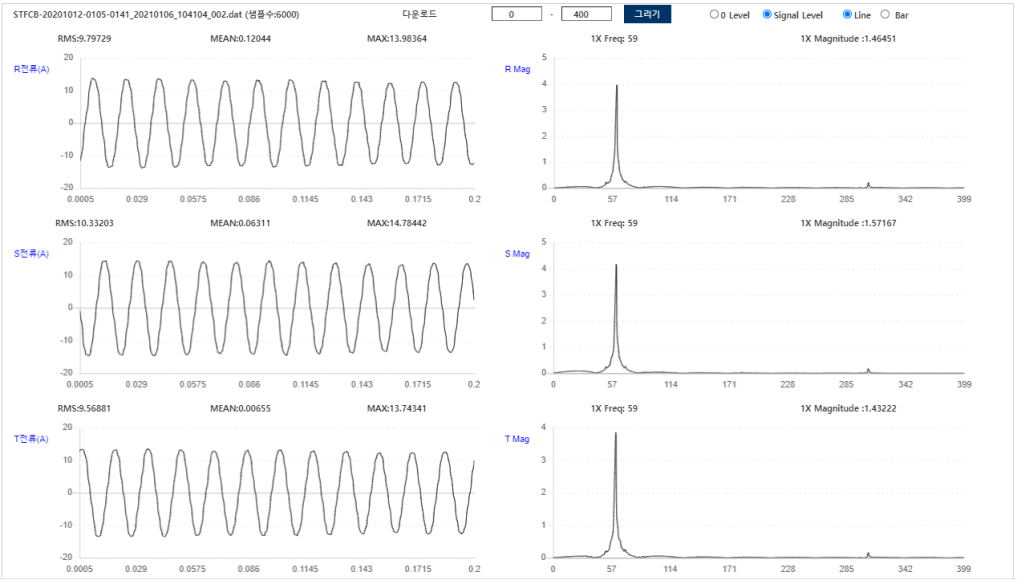 STFCB-20201012-0105-0141_20210106_104104_002.dat (샘플수:6000) 다운로드 0 - 400 그리기 0 Level Signal Level Line Bar
RMS:9.79729 MEAN:0.12044 MAX:13.98364 1X Freq: 59 1X Magnitude :1.46451
R전류(A) R Mag
20 5
10 4
0 3
-10 2
-20 1
0
0.0005 0.029 0.0575 0.086 0.1145 0.143 0.1715 0.2 0 57 114 171 228 285 342 399
RMS:10.33203 MEAN:0.06311 MAX:14.78442 1X Freq: 59 1X Magnitude :1.57167
S전류(A) S Mag
20 5
10 4
0 3
-10 2
-20 1
0
0.0005 0.029 0.0575 0.086 0.1145 0.143 0.1715 0.2 0 57 114 171 228 285 342 399
RMS:9.56881 MEAN:0.00655 MAX:13.74341 1X Freq: 59 1X Magnitude :1.43222
T전류(A) T Mag
20 4
10 3
0 2
-10 1
-20 0
0.0005 0.029 0.0575 0.086 0.1145 0.143 0.1715 0.2 0 57 114 171 228 285 342 399